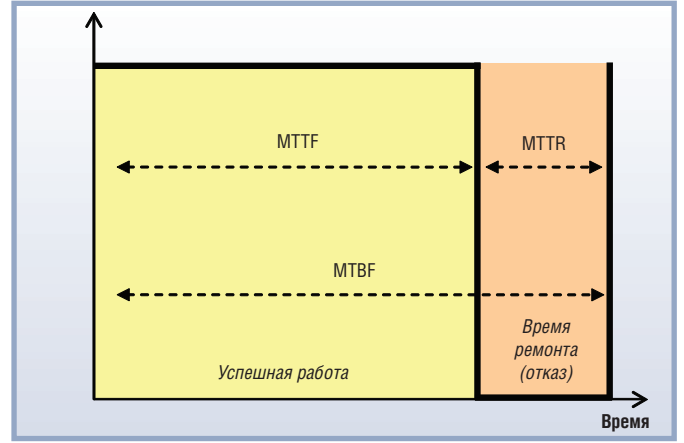 MTTF
MTTR
MTBF
Успешная работа
Время
ремонта
(отказ)
Время